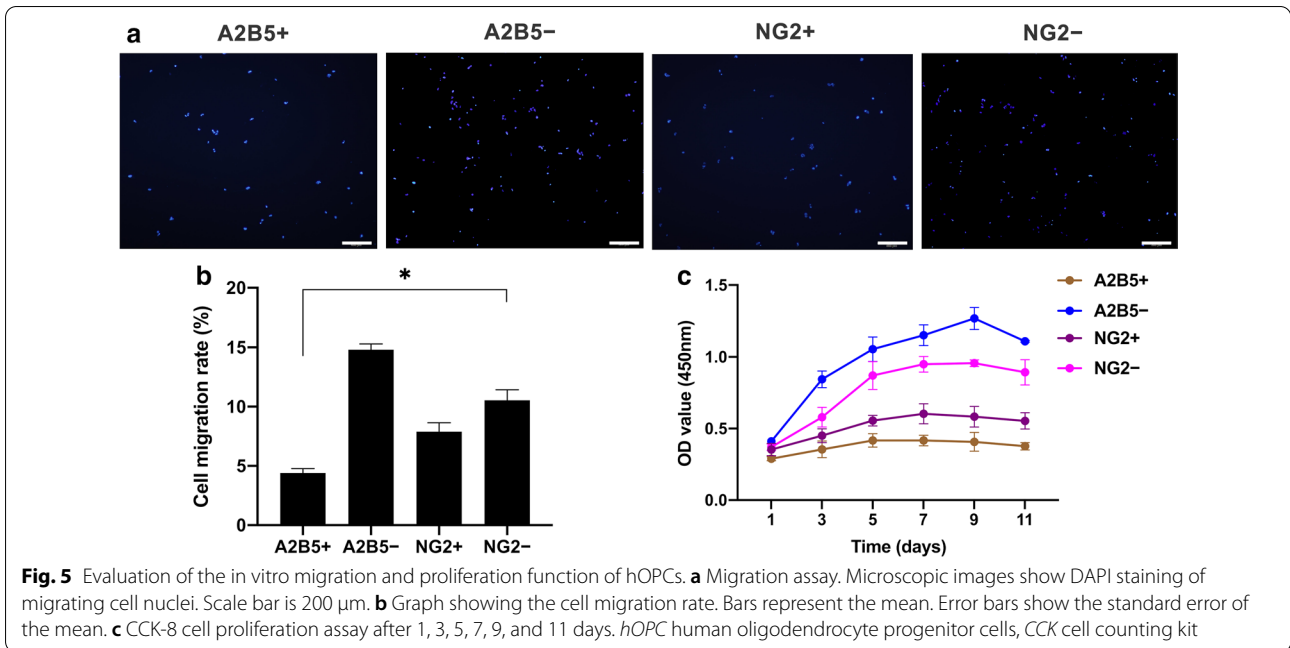 a
A2B5+ A2B5− NG2+ NG2−
b
*
20
15
10
5
0
Cell migration rate (%)
A2B5+ A2B5− NG2+ NG2−
c
1.5
1.0
0.5
0.0
OD value (450nm)
1 3 5 7 9 11
Time (days)
A2B5+
A2B5−
NG2+
NG2−
Fig. 5 Evaluation of the in vitro migration and proliferation function of hOPCs. a Migration assay. Microscopic images show DAPI staining of
migrating cell nuclei. Scale bar is 200 µm. b Graph showing the cell migration rate. Bars represent the mean. Error bars show the standard error of
the mean. c CCK-8 cell proliferation assay after 1, 3, 5, 7, 9, and 11 days. hOPC human oligodendrocyte progenitor cells, CCK cell counting kit